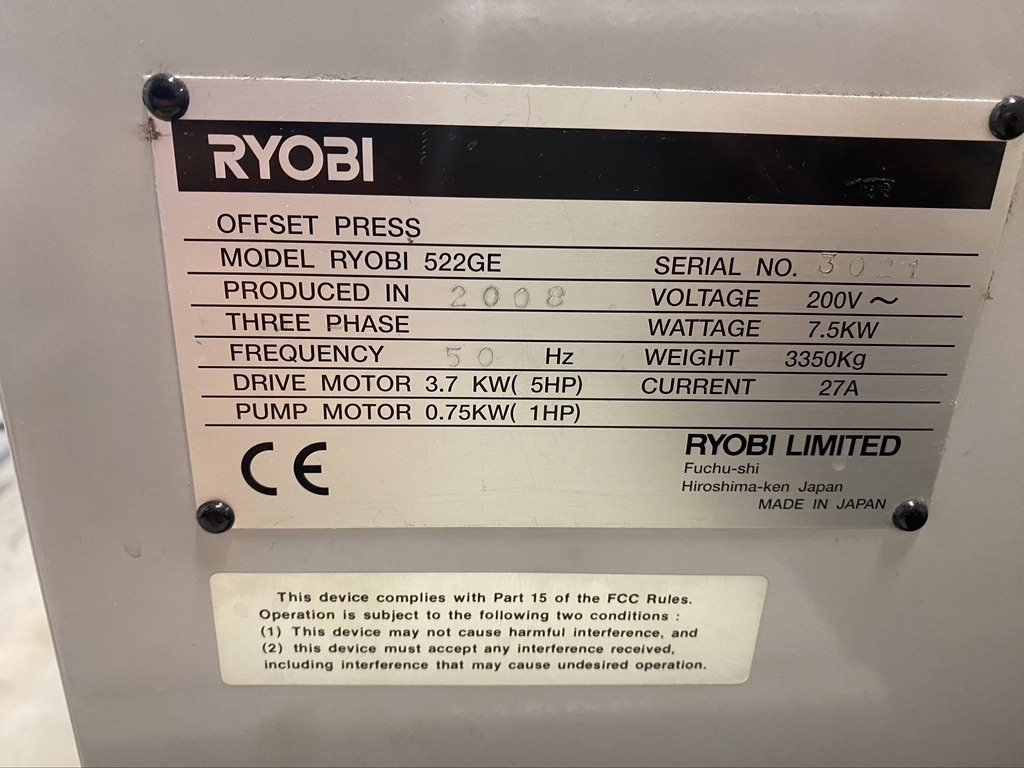 RYOBI
OFFSET PRESS
MODEL RYOBI 522GE
SERIAL NO. 3021
PRODUCED IN 2008
VOLTAGE 200V ~
THREE PHASE
WATTAGE 7.5KW
FREQUENCY 50 Hz
WEIGHT 3350Kg
DRIVE MOTOR 3.7 KW( 5HP)
CURRENT 27A
PUMP MOTOR 0.75KW( 1HP)
CE
RYOBI LIMITED
Fuchu-shi
Hiroshima-ken Japan
MADE IN JAPAN
This device complies with Part 15 of the FCC Rules.
Operation is subject to the following two conditions :
(1) This device may not cause harmful interference, and
(2) this device must accept any interference received,
including interference that may cause undesired operation.